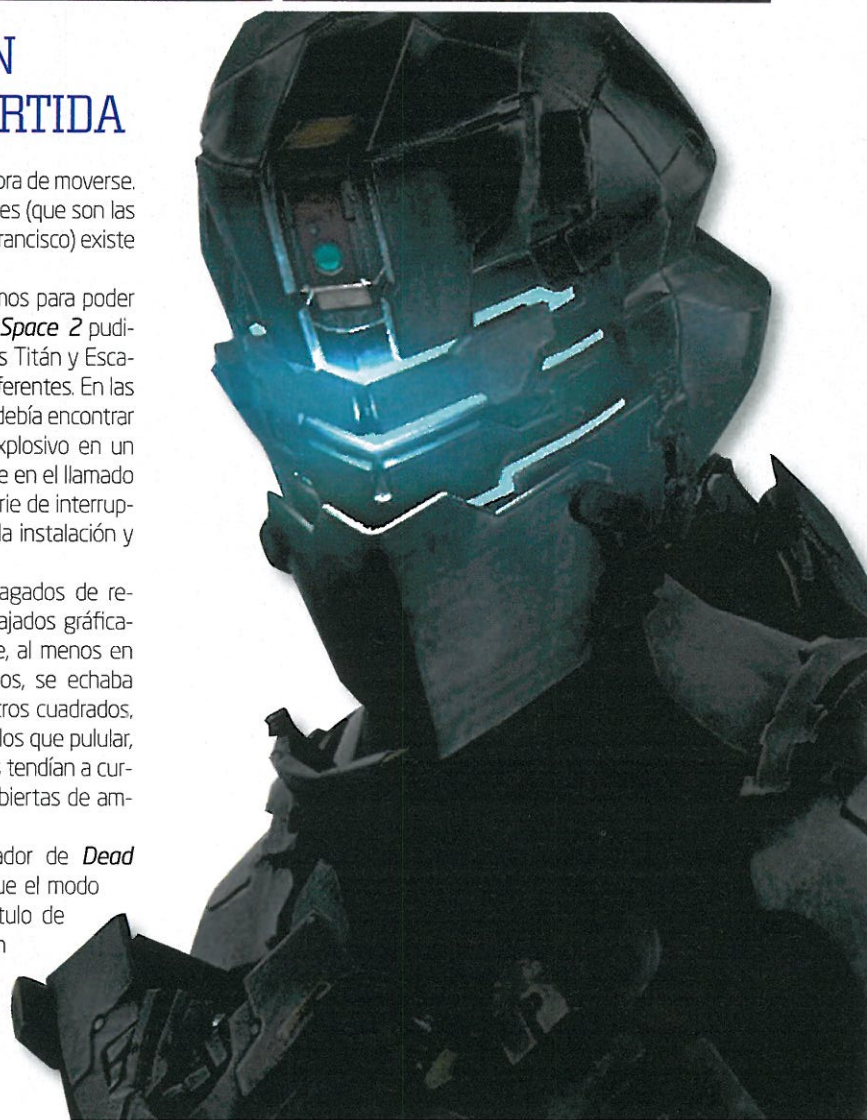 N
RTIDA
ora de moverse.
es (que son las
rancisco) existe
nos para poder
Space 2 pudi-
s Titán y Esca-
ferentes. En las
debía encontrar
xplosivo en un
e en el llamado
rie de interrup-
la instalación y
agados de re-
ajados gráfica-
e, al menos en
os, se echaba
tros cuadrados,
los que pulular,
s tendían a cur-
biertas de am-
ador de Dead
ue el modo
tulo de
n